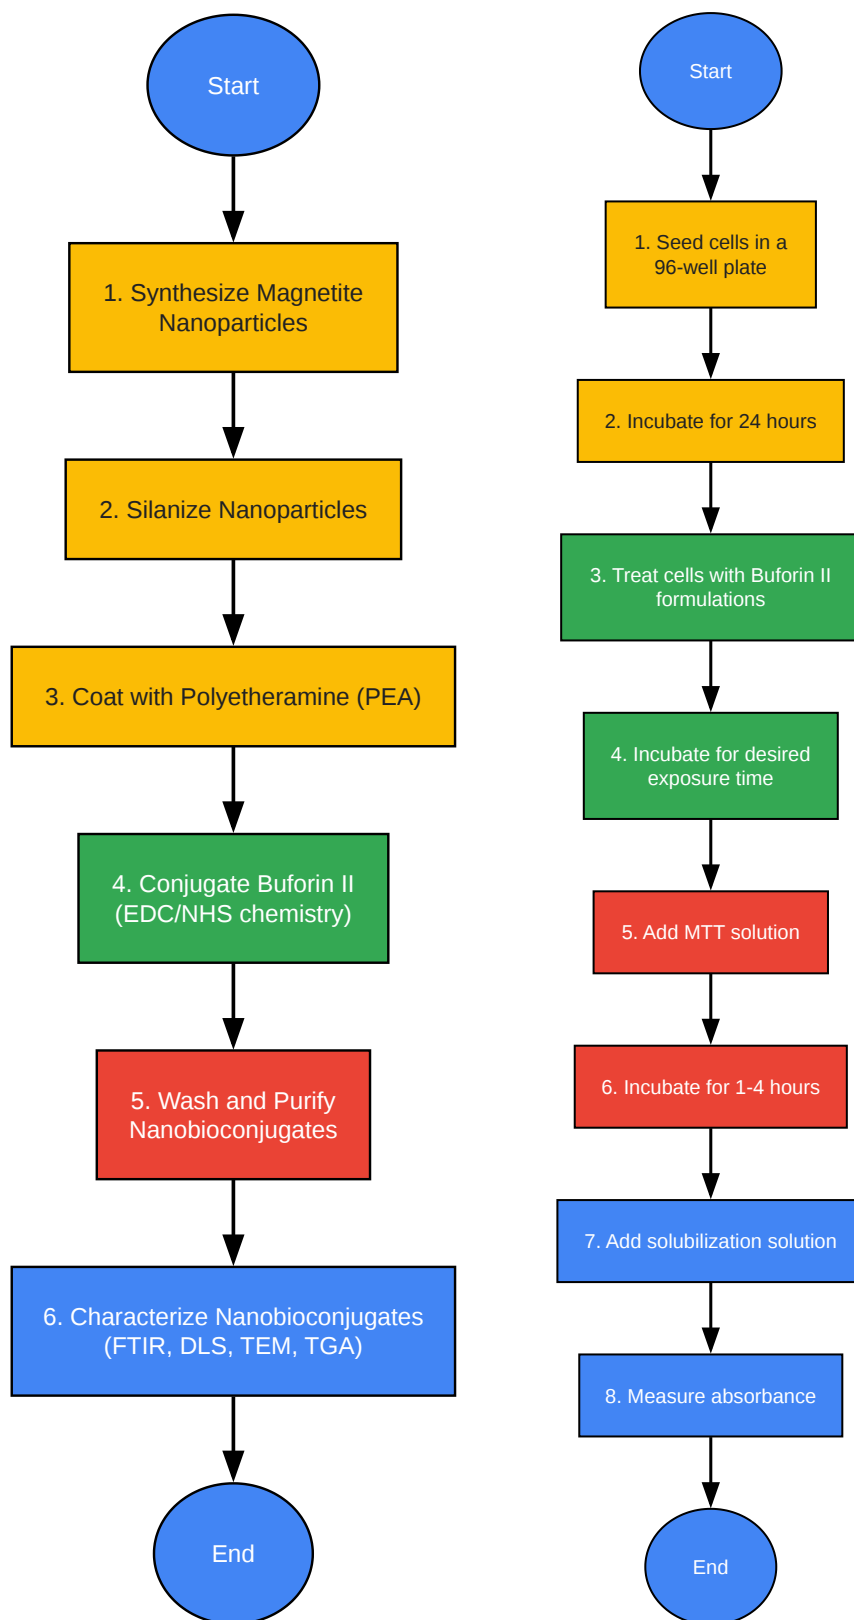 Start
1. Synthesize Magnetite
Nanoparticles
2. Silanize Nanoparticles
3. Coat with Polyetheramine (PEA)
4. Conjugate Buforin II
(EDC/NHS chemistry)
5. Wash and Purify
Nanobioconjugates
6. Characterize Nanobioconjugates
(FTIR, DLS, TEM, TGA)
End
Start
1. Seed cells in a
96-well plate
2. Incubate for 24 hours
3. Treat cells with Buforin II
formulations
4. Incubate for desired
exposure time
5. Add MTT solution
6. Incubate for 1-4 hours
7. Add solubilization solution
8. Measure absorbance
End